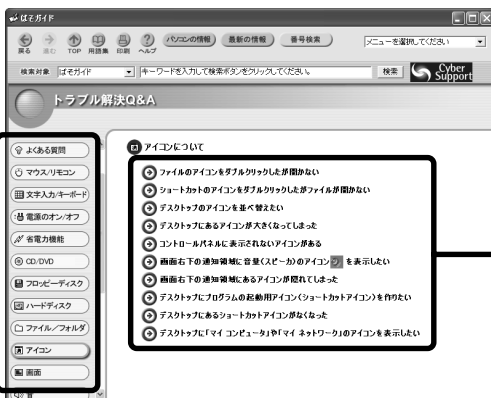 ぱそガイド
戻る 進む TOP 用語集 印刷 ヘルプ パソコンの情報 最新の情報 番号検索 メニューを選択してください
検索対象 ぱそガイド キーワードを入力して検索ボタンをクリックしてください。 検索 Cyber Support
トラブル解決Q&A
よくある質問
マウス/リモコン
文字入力/キーボード
電源のオン/オフ
省電力機能
CD/DVD
フロッピーディスク
ハードディスク
ファイル/フォルダ
アイコン
画面
音
アイコンについて
ファイルのアイコンをダブルクリックしたが開かない
ショートカットのアイコンをダブルクリックしたがファイルが開かない
デスクトップのアイコンを並べ替えたい
デスクトップにあるアイコンが大きくなってしまった
コントロールパネルに表示されないアイコンがある
画面右下の通知領域に音量(スピーカ)のアイコン を表示したい
画面右下の通知領域にあるアイコンが隠れてしまった
デスクトップにプログラムの起動用アイコン(ショートカットアイコン)を作りたい
デスクトップにあるショートカットアイコンがなくなった
デスクトップに「マイ コンピュータ」や「マイ ネットワーク」のアイコンを表示したい